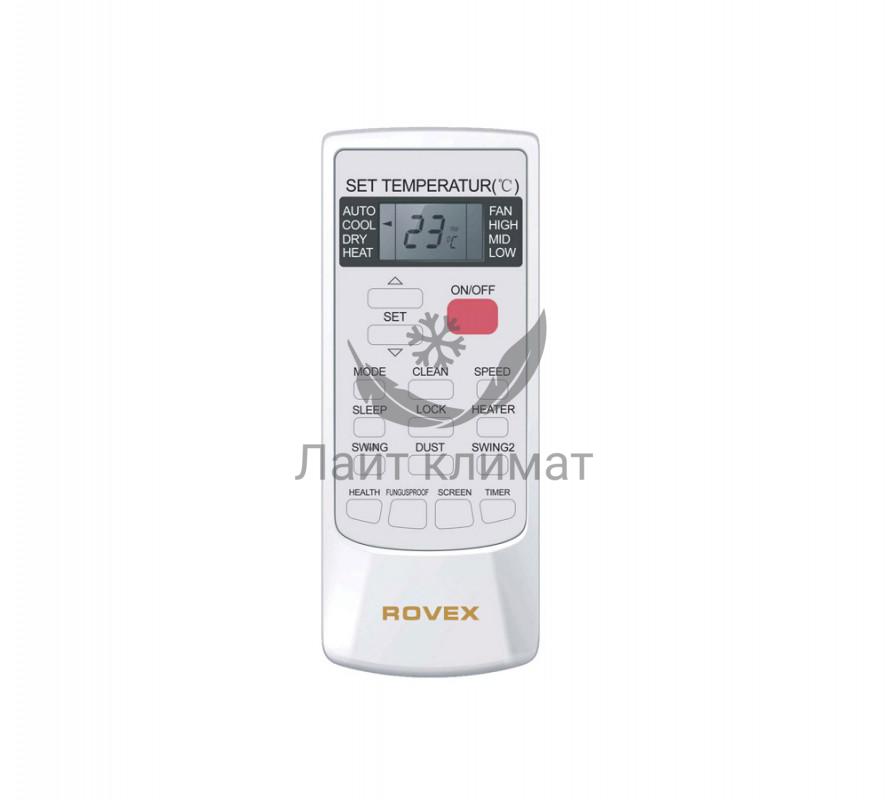 SET TEMPERATUR(℃)
AUTO
COOL
DRY
HEAT
23 ℃
FAN
HIGH
MID
LOW
ON/OFF
SET
MODE CLEAN SPEED
SLEEP LOCK HEATER
SWING DUST SWING2
Лайт климат
HEALTH FUNGUSPROOF SCREEN TIMER
ROVEX